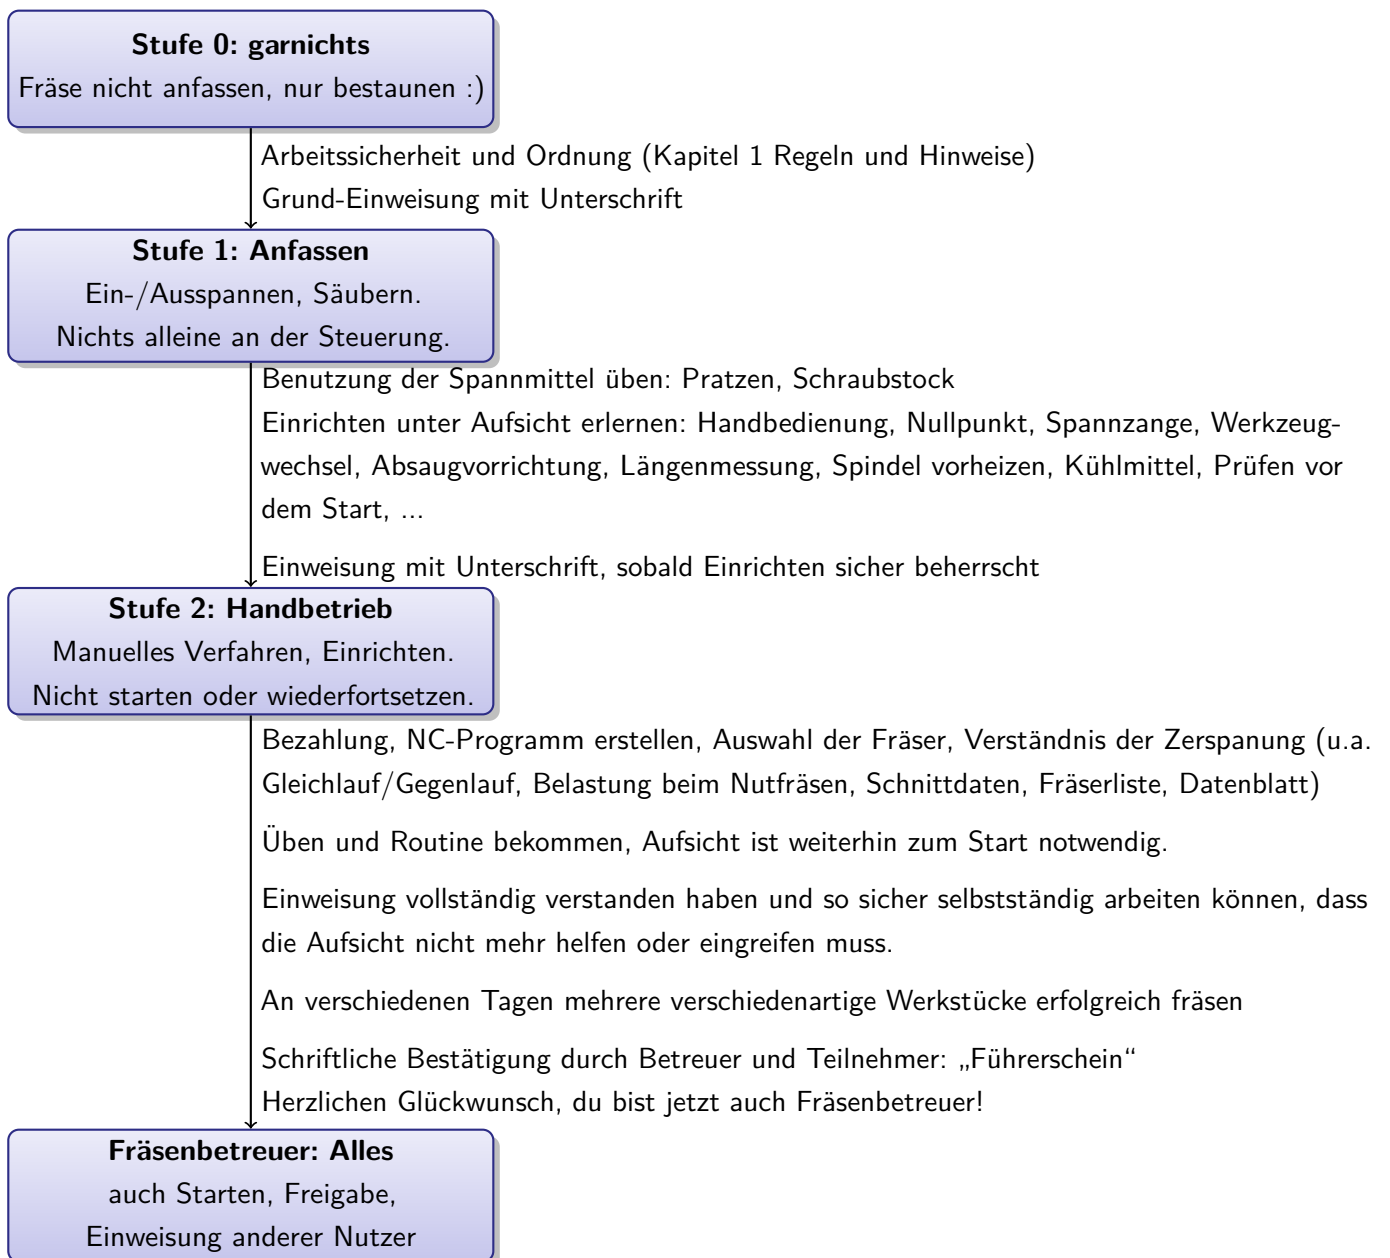 Stufe 0: garnichts
Fräse nicht anfassen, nur bestaunen :)
Arbeitssicherheit und Ordnung (Kapitel 1 Regeln und Hinweise)
Grund-Einweisung mit Unterschrift
Stufe 1: Anfassen
Ein-/Ausspannen, Säubern.
Nichts alleine an der Steuerung.
Benutzung der Spannmittel üben: Pratzen, Schraubstock
Einrichten unter Aufsicht erlernen: Handbedienung, Nullpunkt, Spannzange, Werkzeug-
wechsel, Absaugvorrichtung, Längenmessung, Spindel vorheizen, Kühlmittel, Prüfen vor
dem Start, ...
Einweisung mit Unterschrift, sobald Einrichten sicher beherrscht
Stufe 2: Handbetrieb
Manuelles Verfahren, Einrichten.
Nicht starten oder wiederfortsetzen.
Bezahlung, NC-Programm erstellen, Auswahl der Fräser, Verständnis der Zerspanung (u.a.
Gleichlauf/Gegenlauf, Belastung beim Nutfräsen, Schnittdaten, Fräserliste, Datenblatt)
Üben und Routine bekommen, Aufsicht ist weiterhin zum Start notwendig.
Einweisung vollständig verstanden haben und so sicher selbstständig arbeiten können, dass
die Aufsicht nicht mehr helfen oder eingreifen muss.
An verschiedenen Tagen mehrere verschiedenartige Werkstücke erfolgreich fräsen
Schriftliche Bestätigung durch Betreuer und Teilnehmer: „Führerschein“
Herzlichen Glückwunsch, du bist jetzt auch Fräsenbetreuer!
Fräsenbetreuer: Alles
auch Starten, Freigabe,
Einweisung anderer Nutzer